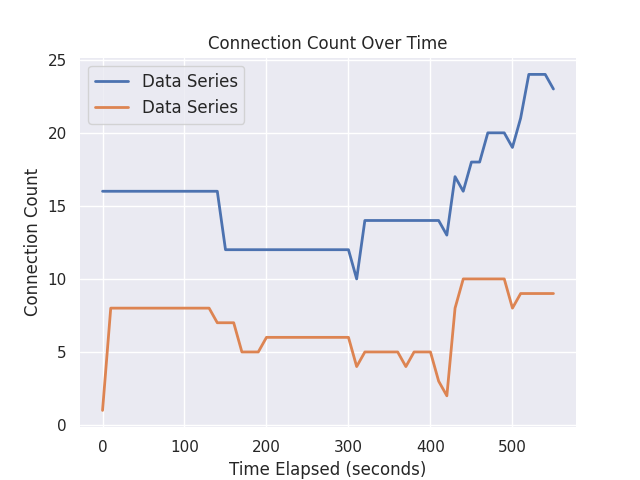 Connection Count Over Time
25
20
15
10
5
0
Connection Count
Data Series
Data Series
0 100 200 300 400 500
Time Elapsed (seconds)